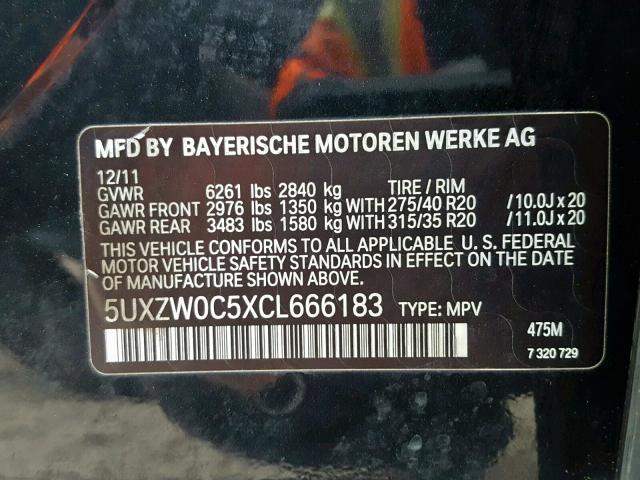 MFD BY BAYERISCHE MOTOREN WERKE AG
12/11
GVWR 6261 lbs 2840 kg TIRE / RIM
GAWR FRONT 2976 lbs 1350 kg WITH 275/40 R20 /10.0J x 20
GAWR REAR 3483 lbs 1580 kg WITH 315/35 R20 /11.0J x 20
THIS VEHICLE CONFORMS TO ALL APPLICABLE U. S. FEDERAL
MOTOR VEHICLE SAFETY STANDARDS IN EFFECT ON THE
DATE OF MANUFACTURE SHOWN ABOVE.
5UXZW0C5XCL666183 TYPE: MPV
475M
7 320 729